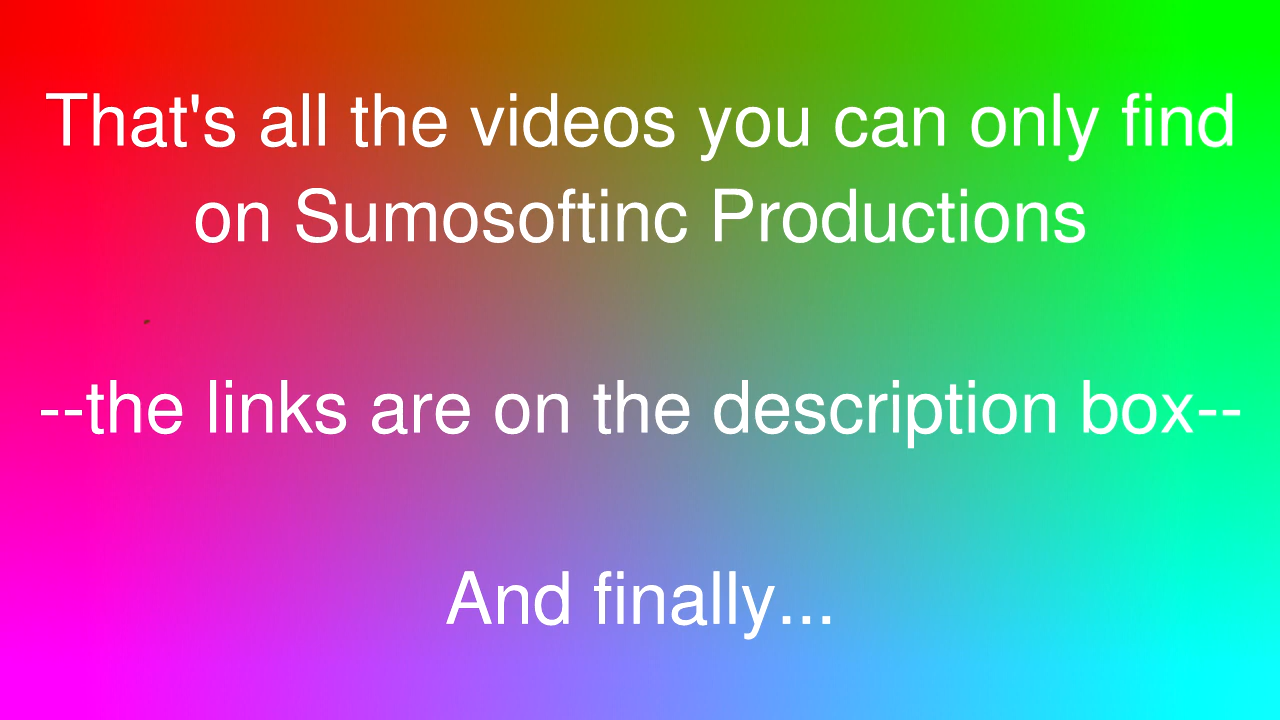 That's all the videos you can only find
on Sumosoftinc Productions
--the links are on the description box--
And finally...